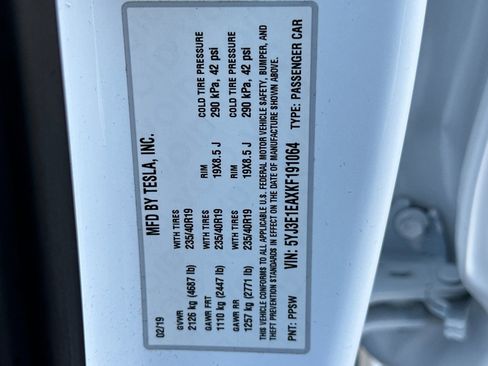 MFD BY TESLA, INC.
02/19
GVWR
2126 kg (4687 lb)
GAWR FRT WITH TIRES RIM COLD TIRE PRESSURE
1110 kg (2447 lb) 235/40R19 19X8.5 J 290 kPa, 42 psi
GAWR RR WITH TIRES RIM COLD TIRE PRESSURE
1257 kg (2771 lb) 235/40R19 19X8.5 J 290 kPa, 42 psi
THIS VEHICLE CONFORMS TO ALL APPLICABLE U.S. FEDERAL MOTOR VEHICLE SAFETY, BUMPER, AND
THEFT PREVENTION STANDARDS IN EFFECT ON THE DATE OF MANUFACTURE SHOWN ABOVE.
PNT: PPSW VIN: 5YJ3E1EAXKF191064 TYPE: PASSENGER CAR